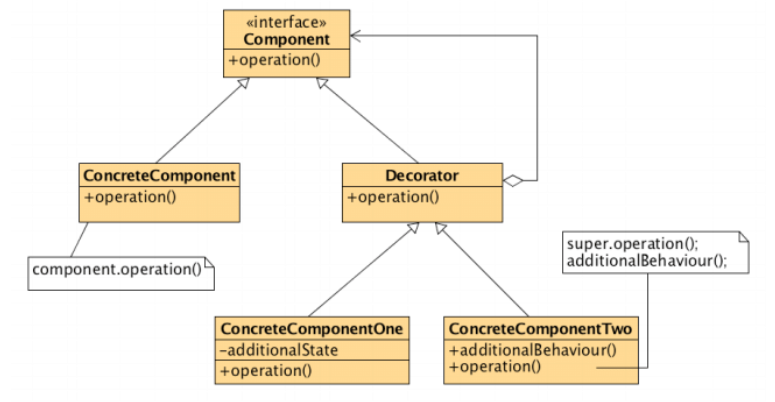 «interface»
Component
+operation()
ConcreteComponent
+operation()
Decorator
+operation()
component.operation()
super.operation();
additionalBehaviour();
ConcreteComponentOne
-additionalState
+operation()
ConcreteComponentTwo
+additionalBehaviour()
+operation()